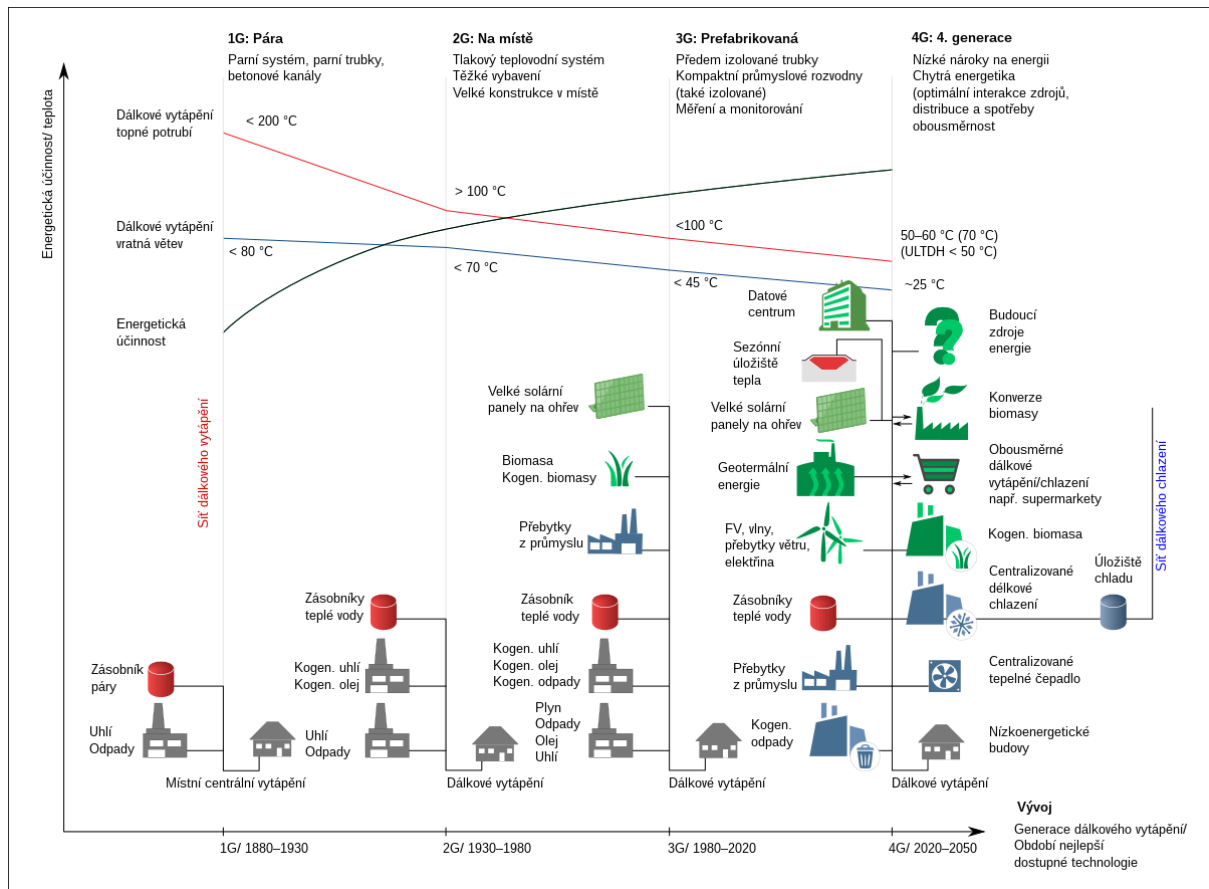 1G: Pára
Parní systém, parní trubky,
betonové kanály
2G: Na místě
Tlakový teplovodní systém
Těžké vybavení
Velké konstrukce v místě
3G: Prefabrikovaná
Předem izolované trubky
Kompaktní průmyslové rozvodny
(také izolované)
Měření a monitorování
4G: 4. generace
Nízké nároky na energii
Chytrá energetika
(optimální interakce zdrojů,
distribuce a spotřeby
obousměrnost
Energetická účinnost/ teplota
Dálkové vytápění
topné potrubí
< 200 °C
> 100 °C
<100 °C
50–60 °C (70 °C)
(ULTDH < 50 °C)
Dálkové vytápění
vratná větev
< 80 °C
< 70 °C
< 45 °C
~25 °C
Energetická
účinnost
Síť dálkového vytápění
Datové
centrum
Budoucí
zdroje
energie
Sezónní
úložiště
tepla
Velké solární
panely na ohřev
Velké solární
panely na ohřev
Konverze
biomasy
Biomasa
Kogen. biomasy
Geotermální
energie
Obousměrné
dálkové
vytápění/chlazení
např. supermarkety
Síť dálkového chlazení
Přebytky
z průmyslu
FV, vlny,
přebytky větru,
elektřina
Kogen. biomasa
Zásobníky
teplé vody
Zásobník
teplé vody
Zásobníky
teplé vody
Centralizované
délkové
chlazení
Úložiště
chladu
Zásobník
páry
Kogen. uhlí
Kogen. olej
Kogen. uhlí
Kogen. olej
Kogen. odpady
Přebytky
z průmyslu
Centralizované
tepelné čepadlo
Uhlí
Odpady
Uhlí
Odpady
Plyn
Odpady
Olej
Uhlí
Kogen.
odpady
Nízkoenergetické
budovy
Místní centrální vytápění
Dálkové vytápění
Dálkové vytápění
Dálkové vytápění
Vývoj
Generace dálkového vytápění/
Období nejlepší
dostupné technologie
1G/ 1880–1930
2G/ 1930–1980
3G/ 1980–2020
4G/ 2020–2050